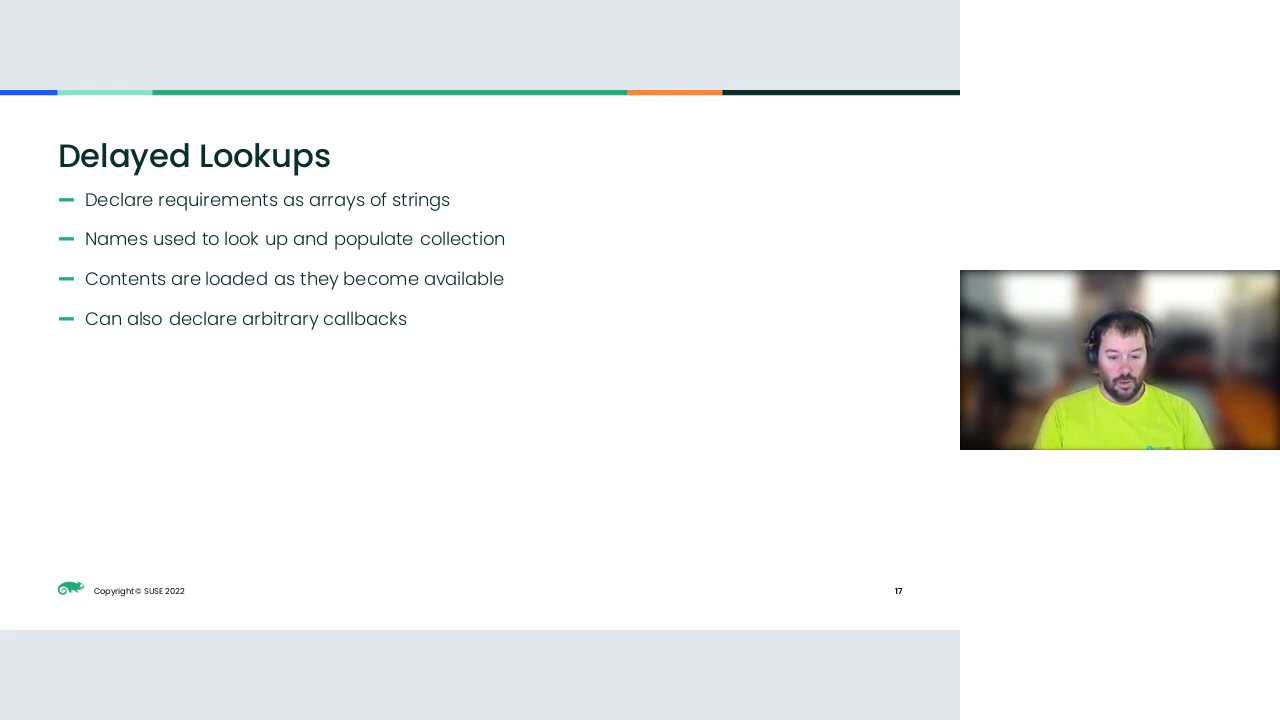 Delayed Lookups
Declare requirements as arrays of strings
Names used to look up and populate collection
Contents are loaded as they become available
Can also declare arbitrary callbacks
Copyright © SUSE 2022
17